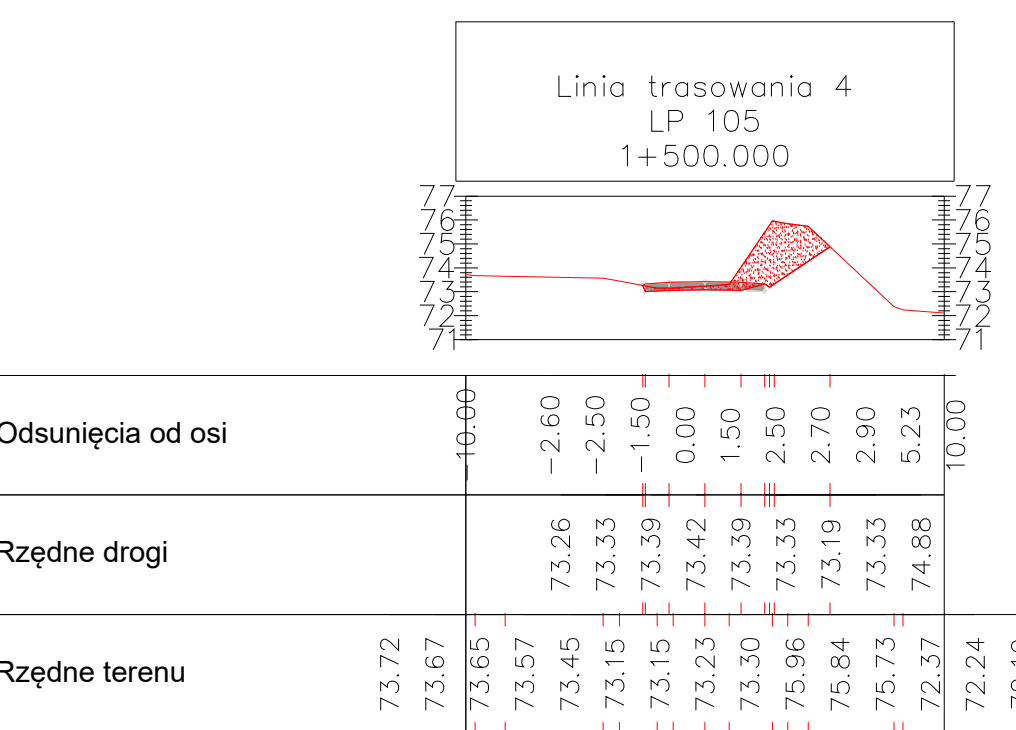 Linia trasowania 4
LP 105
1+500.000
77 77
76 76
75 75
74 74
73 73
72 72
71 71
Odsunięcia od osi -10.00 -2.60 -2.50 -1.50 0.00 1.50 2.50 2.70 2.90 5.23 10.00
Rzędne drogi 73.26 73.33 73.39 73.42 73.39 73.33 73.19 73.33 74.88
Rzędne terenu 73.72 73.67 73.65 73.57 73.45 73.15 73.15 73.23 73.30 75.96 75.84 75.73 72.37 72.24